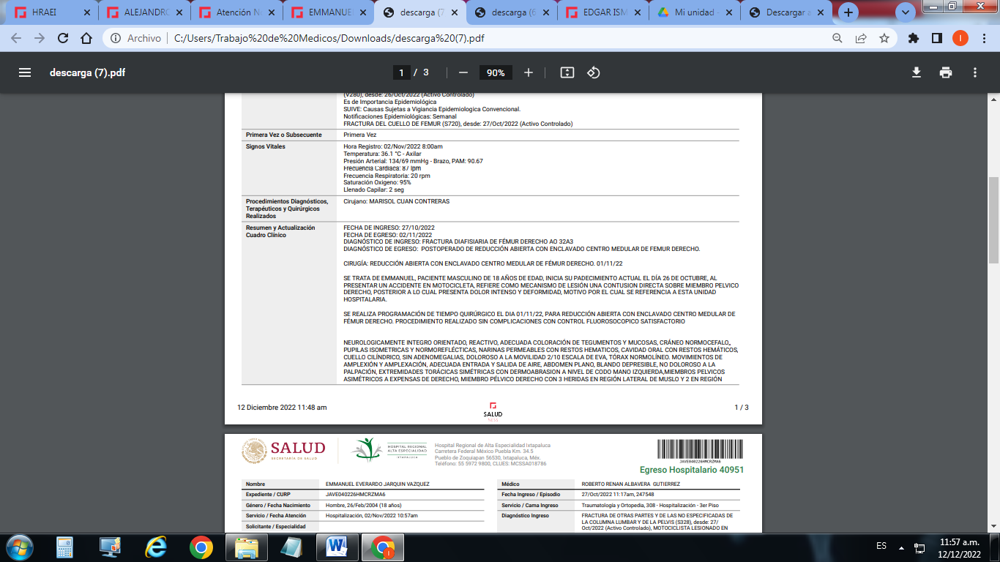 HRAEI
ALEJANDRO
Atención N
EMMANUEL
descarga (7
descarga (6
EDGAR ISM
Mi unidad -
Descargar a
Archivo
C:/Users/Trabajo%20de%20Medicos/Downloads/descarga%20(7).pdf
I
descarga (7).pdf
1 / 3
90%
(V280), desde: 26/Oct/2022 (Activo Controlado)
Es de Importancia Epidemiológica
SUIVE: Causas Sujetas a Vigiancia Epidemiologica Convencional.
Notificaciones Epidemiológicas: Semanal
FRACTURA DEL CUELLO DE FEMUR (S720), desde: 27/Oct/2022 (Activo Controlado)
Primera Vez o Subsecuente
Primera Vez
Signos Vitales
Hora Registro: 02/Nov/2022 8:00am
Temperatura: 36.1 °C - Axilar
Presión Arterial: 134/69 mmHg - Brazo, PAM: 90.67
Frecuencia Cardiaca: 87 lpm
Frecuencia Respiratoria: 20 rpm
Saturación Oxigeno: 95%
Llenado Capilar: 2 seg
Procedimientos Diagnósticos,
Terapéuticos y Quirúrgicos
Realizados
Cirujano: MARISOL CUAN CONTRERAS
Resumen y Actualización
Cuadro Clínico
FECHA DE INGRESO: 27/10/2022
FECHA DE EGRESO: 02/11/2022
DIAGNÓSTICO DE INGRESO: FRACTURA DIAFISIARIA DE FÉMUR DERECHO AO 32A3
DIAGNÓSTICO DE EGRESO: POSTOPERADO DE REDUCCIÓN ABIERTA CON ENCLAVADO CENTRO MEDULAR DE FEMUR DERECHO.
CIRUGÍA: REDUCCIÓN ABIERTA CON ENCLAVADO CENTRO MEDULAR DE FÉMUR DERECHO. 01/11/22
SE TRATA DE EMMANUEL, PACIENTE MASCULINO DE 18 AÑOS DE EDAD, INICIA SU PADECIMIENTO ACTUAL EL DÍA 26 DE OCTUBRE, AL
PRESENTAR UN ACCIDENTE EN MOTOCICLETA, REFIERE COMO MECANISMO DE LESIÓN UNA CONTUSION DIRECTA SOBRE MIEMBRO PELVICO
DERECHO, POSTERIOR A LO CUAL PRESENTA DOLOR INTENSO Y DEFORMIDAD, MOTIVO POR EL CUAL SE REFERENCIA A ESTA UNIDAD
HOSPITALARIA.
SE REALIZA PROGRAMACIÓN DE TIEMPO QUIRÚRGICO EL DIA 01/11/22, PARA REDUCCIÓN ABIERTA CON ENCLAVADO CENTRO MEDULAR DE
FÉMUR DERECHO. PROCEDIMIENTO REALIZADO SIN COMPLICACIONES CON CONTROL FLUOROSOCOPICO SATISFACTORIO
NEUROLOGICAMENTE INTEGRO ORIENTADO, REACTIVO, ADECUADA COLORACIÓN DE TEGUMENTOS Y MUCOSAS, CRÁNEO NORMOCEFALO,,
PUPILAS ISOMETRICAS Y NORMOREFLÉCTICAS, NARINAS PERMEABLES CON RESTOS HEMATICOS, CAVIDAD ORAL CON RESTOS HEMÁTICOS,
CUELLO CILÍNDRICO, SIN ADENOMEGALIAS, DOLOROSO A LA MOVILIDAD 2/10 ESCALA DE EVA, TÓRAX NORMOLÍNEO. MOVIMIENTOS DE
AMPLEXIÓN Y AMPLEXACIÓN, ADECUADA ENTRADA Y SALIDA DE AIRE, ABDOMEN PLANO, BLANDO DEPRESIBLE, NO DOLOROSO A LA
PALPACIÓN, EXTREMIDADES TORÁCICAS SIMÉTRICAS CON DERMOABRASION A NIVEL DE CODO MANO IZQUIERDA,MIEMBROS PELVICOS
ASIMÉTRICOS A EXPENSAS DE DERECHO, MIEMBRO PÉLVICO DERECHO CON 3 HERIDAS EN REGIÓN LATERAL DE MUSLO Y 2 EN REGIÓN
12 Diciembre 2022 11:48 am
SALUD
NESS
1 / 3
SALUD
SECRETARÍA DE SALUD
HOSPITAL REGIONAL
ALTA ESPECIALIDAD
IXTAPALUCA
Hospital Regional de Alta Especialidad Ixtapaluca
Carretera Federal México Puebla Km. 34.5
Pueblo de Zoquiapan 56530, Ixtapaluca, Méx.
Teléfono: 55 5972 9800, CLUES: MCSSA018786
JAVE040226HMCRZMA6
Egreso Hospitalario 40951
Nombre
EMMANUEL EVERARDO JARQUIN VAZQUEZ
Expediente / CURP
JAVE040226HMCRZMA6
Género / Fecha Nacimiento
Hombre, 26/Feb/2004 (18 años)
Servicio / Fecha Atención
Hospitalización, 02/Nov/2022 10:57am
Solicitante / Especialidad
Médico
ROBERTO RENAN ALBAVERA GUTIERREZ
Fecha Ingreso / Episodio
27/Oct/2022 11:17am, 247548
Servicio / Cama Ingreso
Traumatología y Ortopedia, 308 - Hospitalización - 3er Piso
Diagnóstico Ingreso
FRACTURA DE OTRAS PARTES Y DE LAS NO ESPECIFICADAS DE
LA COLUMNA LUMBAR Y DE LA PELVIS (S328), desde: 27/
Oct/2022 (Activo Controlado), MOTOCICLISTA LESIONADO EN
ES
11:57 a.m.
12/12/2022